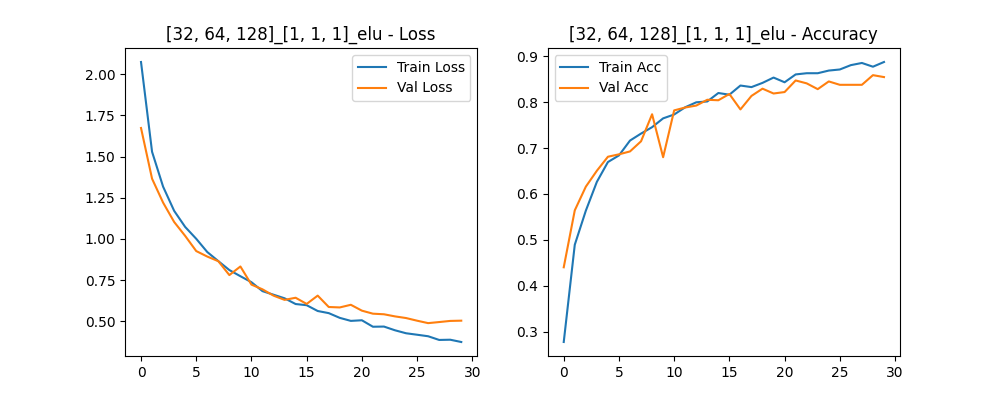 [32, 64, 128]_[1, 1, 1]_elu - Loss
Train Loss
Val Loss
2.00
1.75
1.50
1.25
1.00
0.75
0.50
0 5 10 15 20 25 30
[32, 64, 128]_[1, 1, 1]_elu - Accuracy
Train Acc
Val Acc
0.9
0.8
0.7
0.6
0.5
0.4
0.3
0 5 10 15 20 25 30